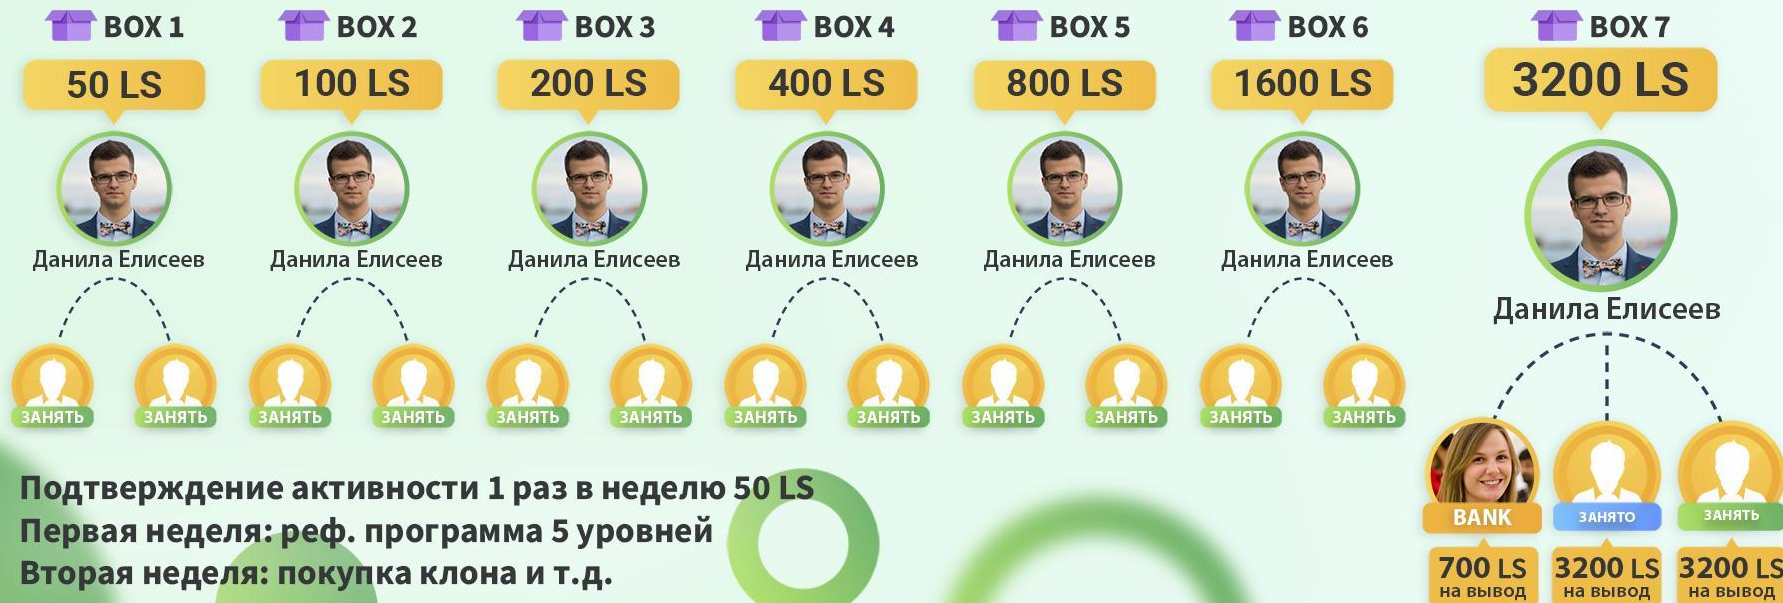 BOX 1
BOX 2
BOX 3
BOX 4
BOX 5
BOX 6
BOX 7
50 LS
100 LS
200 LS
400 LS
800 LS
1600 LS
3200 LS
Данила Елисеев
Данила Елисеев
Данила Елисеев
Данила Елисеев
Данила Елисеев
Данила Елисеев
Данила Елисеев
ЗАНЯТЬ
ЗАНЯТЬ
ЗАНЯТЬ
ЗАНЯТЬ
ЗАНЯТЬ
ЗАНЯТЬ
ЗАНЯТЬ
ЗАНЯТЬ
ЗАНЯТЬ
ЗАНЯТЬ
ЗАНЯТЬ
ЗАНЯТЬ
Подтверждение активности 1 раз в неделю 50 LS
Первая неделя: реф. программа 5 уровней
Вторая неделя: покупка клона и т.д.
BANK
ЗАНЯТО
ЗАНЯТЬ
700 LS
на вывод
3200 LS
на вывод
3200 LS
на вывод